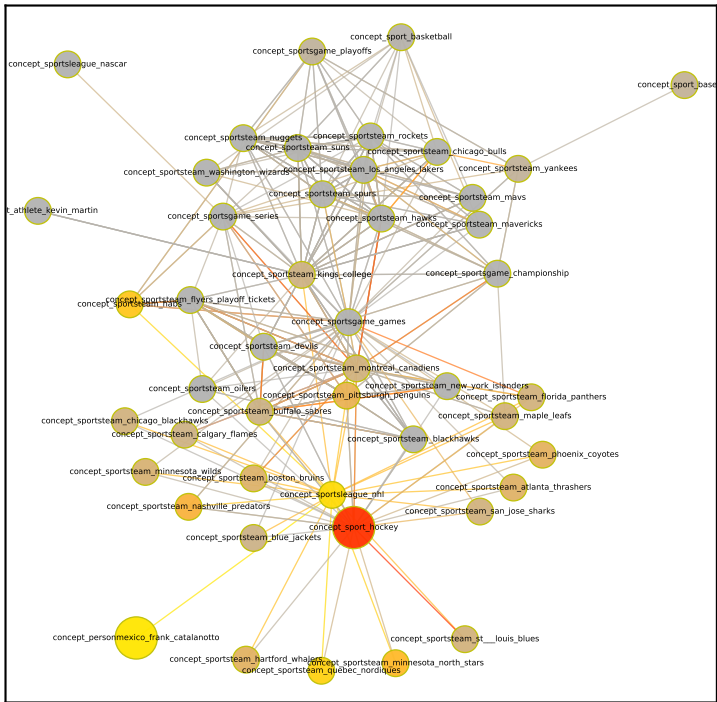 concept_sport_basketball
concept_sportsgame_playoffs
concept_sportsleague_nascar
concept_sport_base
concept_sportsteam_rockets
concept_sportsteam_nuggets
concept_sportsteam_suns
concept_sportsteam_chicago_bulls
concept_sportsteam_los_angeles_lakers
concept_sportsteam_yankees
concept_sportsteam_washington_wizards
concept_sportsteam_spurs
concept_sportsteam_mavs
t_athlete_kevin_martin
concept_sportsgame_series
concept_sportsteam_hawks
concept_sportsteam_mavericks
concept_sportsteam_kings_college
concept_sportsgame_championship
concept_sportsteam_flyers_playoff_tickets
concept_sportsteam_habs
concept_sportsgame_games
concept_sportsteam_devils
concept_sportsteam_montreal_canadiens
concept_sportsteam_oilers
concept_sportsteam_new_york_islanders
concept_sportsteam_pittsburgh_penguins
concept_sportsteam_florida_panthers
concept_sportsteam_buffalo_sabres
concept_sportsteam_maple_leafs
concept_sportsteam_chicago_blackhawks
concept_sportsteam_calgary_flames
concept_sportsteam_blackhawks
concept_sportsteam_phoenix_coyotes
concept_sportsteam_minnesota_wilds
concept_sportsteam_boston_bruins
concept_sportsteam_atlanta_thrashers
concept_sportsleague_nhl
concept_sportsteam_nashville_predators
concept_sportsteam_san_jose_sharks
concept_sport_hockey
concept_sportsteam_blue_jackets
concept_personmexico_frank_catalanotto
concept_sportsteam_st__louis_blues
concept_sportsteam_hartford_whalers
concept_sportsteam_minnesota_north_stars
concept_sportsteam_quebec_nordiques